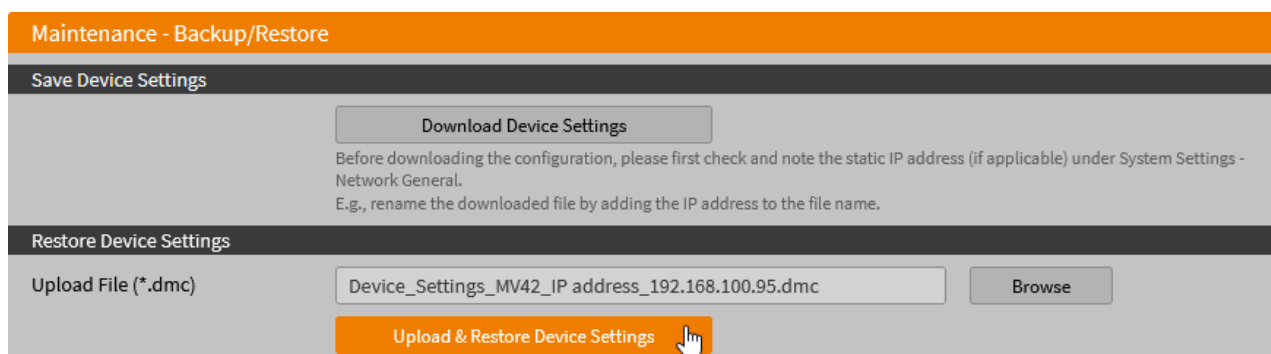 Maintenance - Backup/Restore
Save Device Settings
Download Device Settings
Before downloading the configuration, please first check and note the static IP address (if applicable) under System Settings -
Network General.
E.g., rename the downloaded file by adding the IP address to the file name.
Restore Device Settings
Upload File (*.dmc) Device_Settings_MV42_IP address_192.168.100.95.dmc Browse
Upload & Restore Device Settings